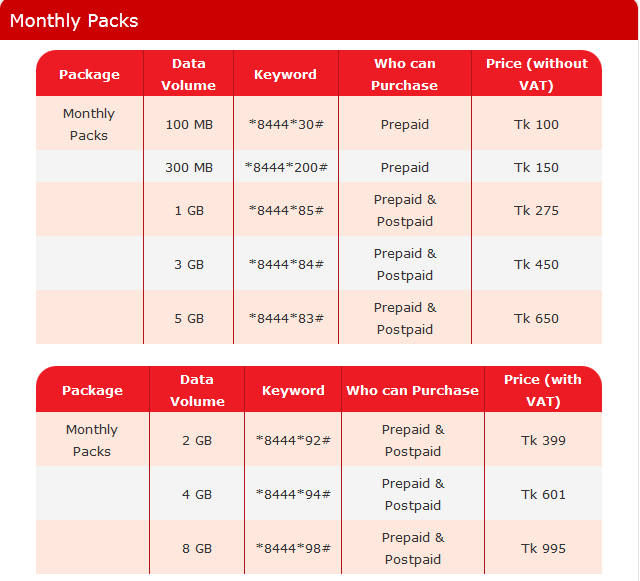 Monthly Packs
Package Data Volume Keyword Who can Purchase Price (without VAT)
Monthly Packs 100 MB *8444*30# Prepaid Tk 100
300 MB *8444*200# Prepaid Tk 150
1 GB *8444*85# Prepaid & Postpaid Tk 275
3 GB *8444*84# Prepaid & Postpaid Tk 450
5 GB *8444*83# Prepaid & Postpaid Tk 650
Package Data Volume Keyword Who can Purchase Price (with VAT)
Monthly Packs 2 GB *8444*92# Prepaid & Postpaid Tk 399
4 GB *8444*94# Prepaid & Postpaid Tk 601
8 GB *8444*98# Prepaid & Postpaid Tk 995